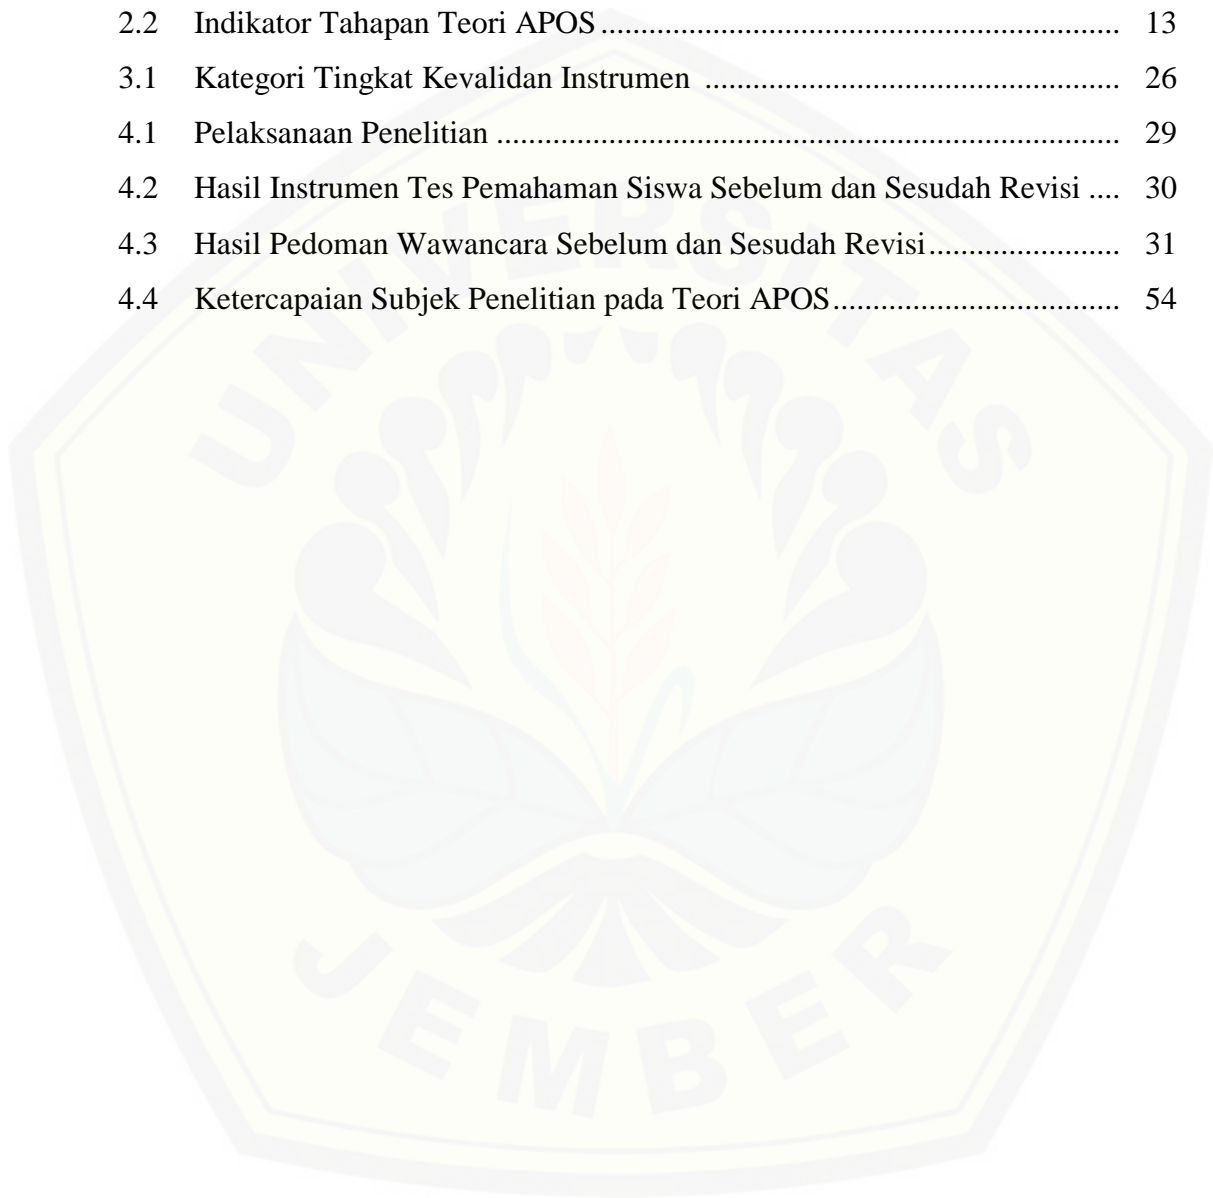 2.2 Indikator Tahapan Teori APOS ................................................................ 13
3.1 Kategori Tingkat Kevalidan Instrumen ................................................... 26
4.1 Pelaksanaan Penelitian ............................................................................. 29
4.2 Hasil Instrumen Tes Pemahaman Siswa Sebelum dan Sesudah Revisi .... 30
4.3 Hasil Pedoman Wawancara Sebelum dan Sesudah Revisi ........................ 31
4.4 Ketercapaian Subjek Penelitian pada Teori APOS ................................... 54
UNIVERSITAS
JEMBER